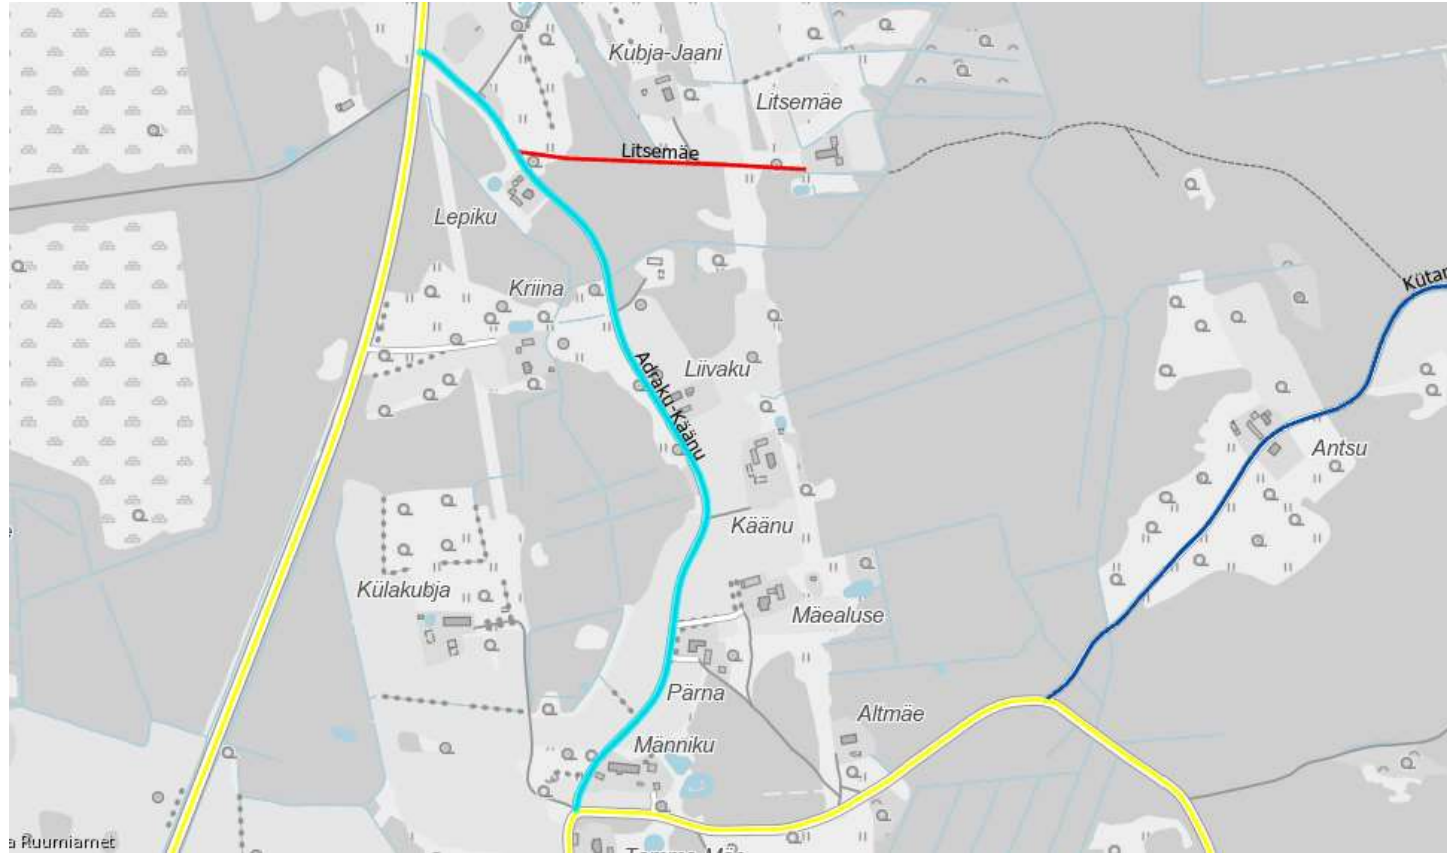 Kubja-Jaani
Litsemäe
Litsemäe
Lepiku
Kütar
Kriina
Adraku-Käänu
Liivaku
Antsu
Käänu
Külakubja
Mäealuse
Pärna
Altmäe
Männiku
a Ruumiamet